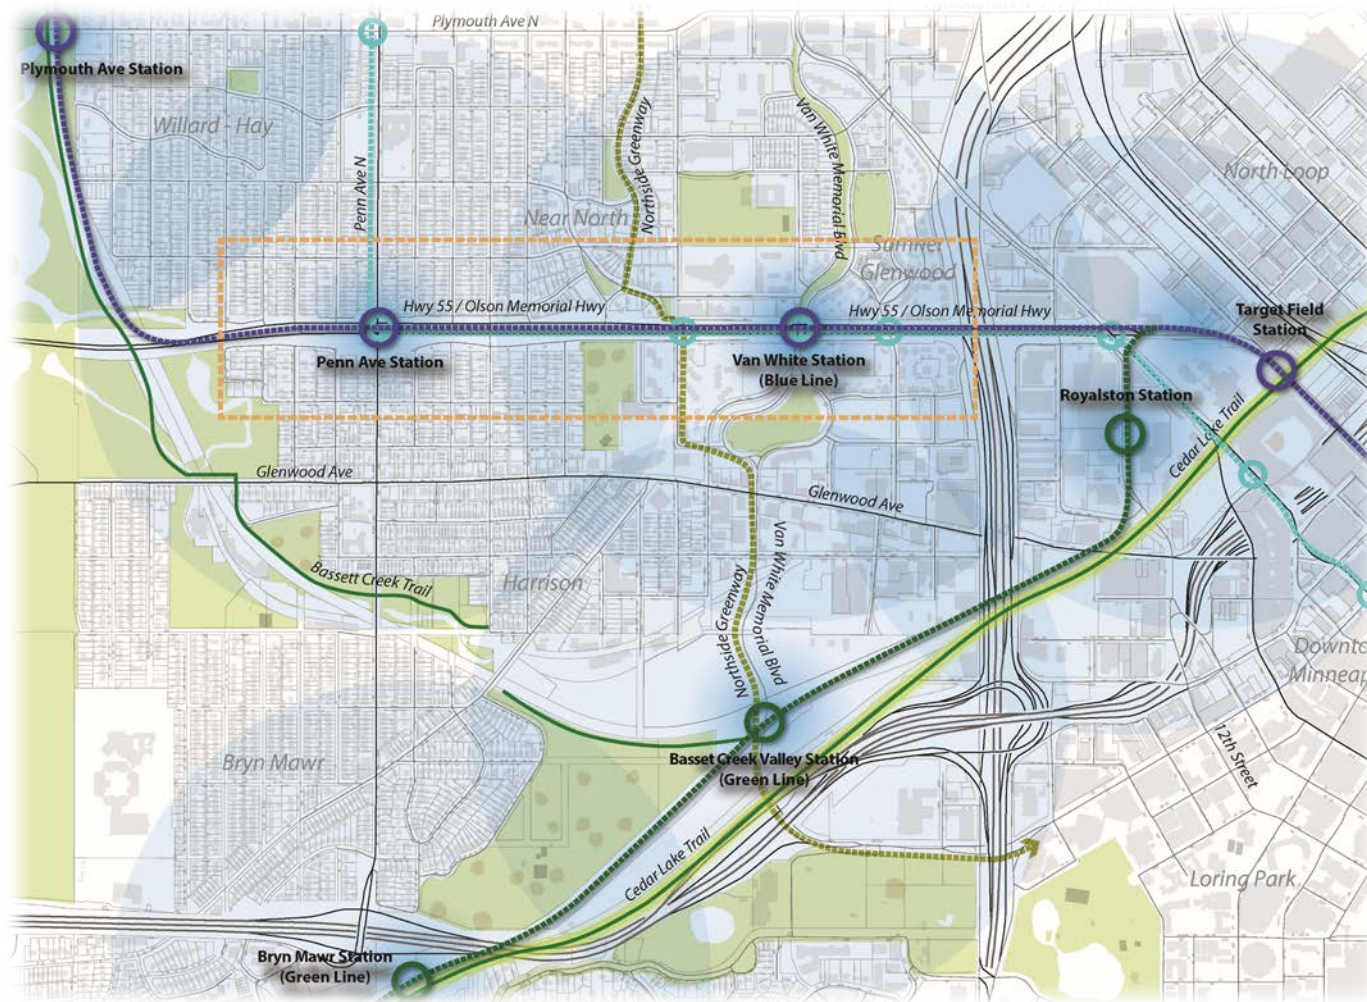 Plymouth Ave N
Plymouth Ave Station
Willard - Hay
Penn Ave N
Northside Greenway
Van White Memorial Blvd
North Loop
Near North
Sumner
Glenwood
Hwy 55 / Olson Memorial Hwy
Hwy 55 / Olson Memorial Hwy
Target Field
Station
Penn Ave Station
Van White Station
(Blue Line)
Royalston Station
Cedar Lake Trail
Glenwood Ave
Glenwood Ave
Bassett Creek Trail
Harrison
Northside Greenway
Van White Memorial Blvd
Downto
Minneap
12th Street
Bryn Mawr
Basset Creek Valley Station
(Green Line)
Cedar Lake Trail
Loring Park
Bryn Mawr Station
(Green Line)